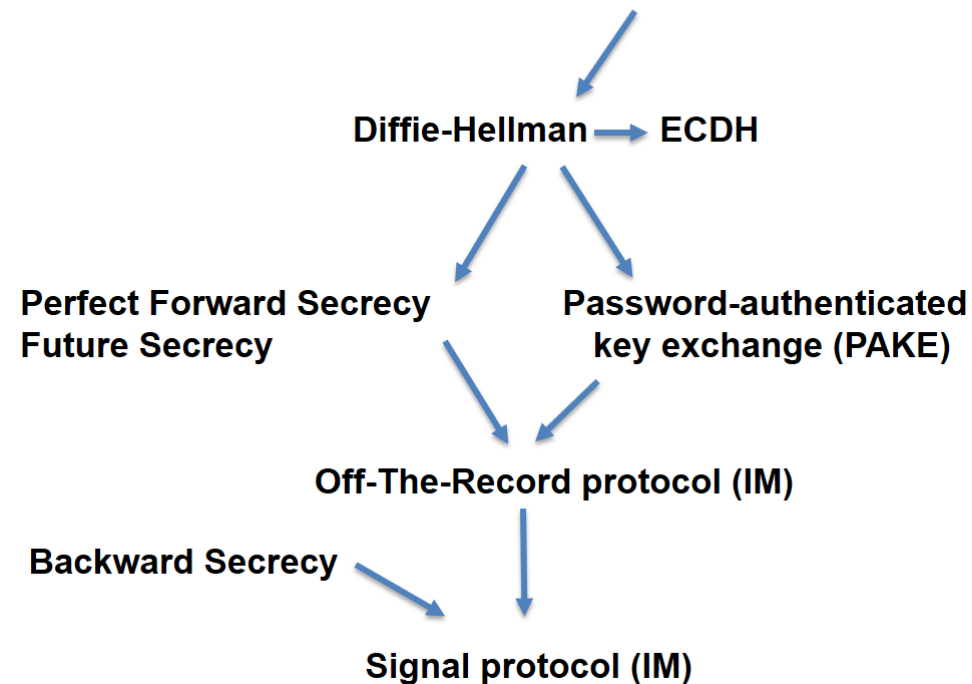 Diffie-Hellman
ECDH
Perfect Forward Secrecy
Future Secrecy
Password-authenticated
key exchange (PAKE)
Off-The-Record protocol (IM)
Backward Secrecy
Signal protocol (IM)